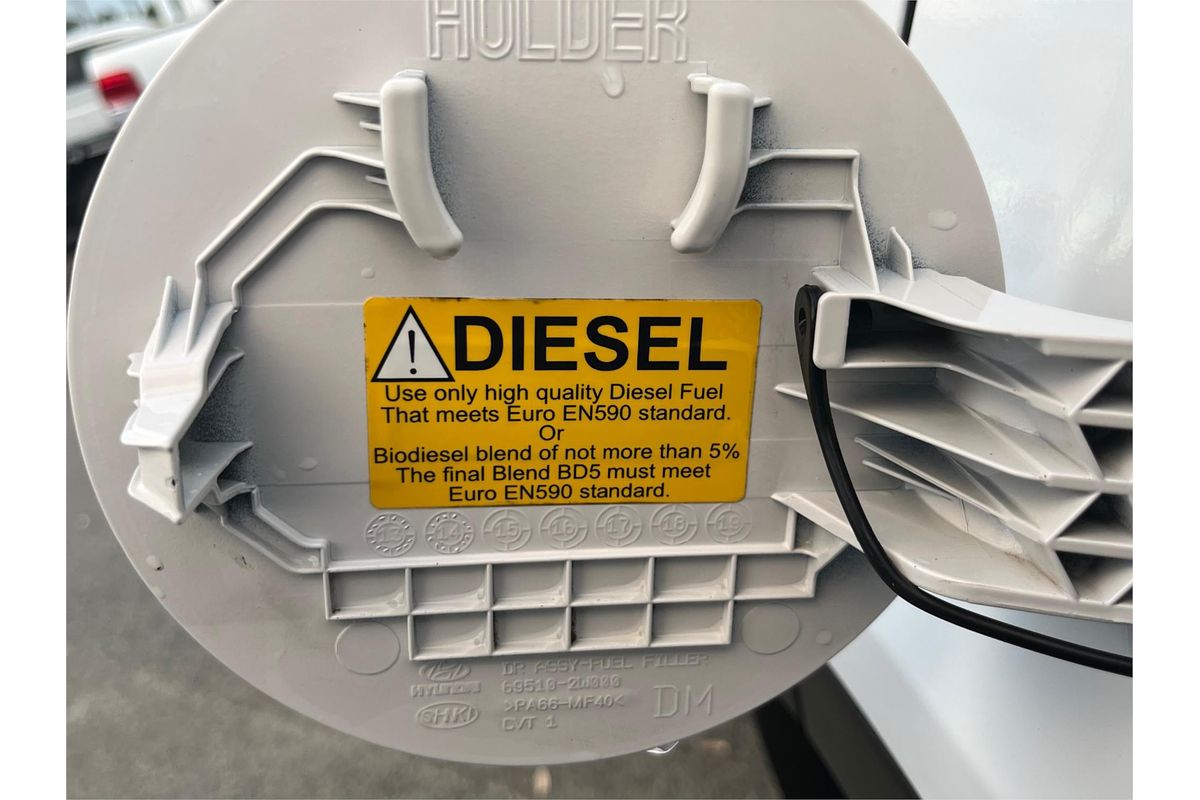 HOLDER
! DIESEL
Use only high quality Diesel Fuel
That meets Euro EN590 standard.
Or
Biodiesel blend of not more than 5%
The final Blend BD5 must meet
Euro EN590 standard.
13 14 15 16 17 18 19
DR ASSY-FUEL FILLER
HYUNDAI 69510-2W000
>PA66-MF40<
SHKI DM
CVT 1